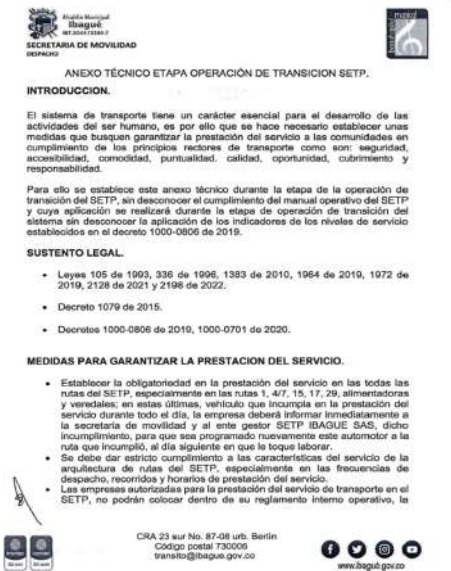 Alcaldía Municipal
Ibagué
SECRETARIA DE MOVILIDAD
DESPACHO
ANEXO TÉCNICO ETAPA OPERACIÓN DE TRANSICION SETP.
INTRODUCCION.
El sistema de transporte tiene un carácter esencial para el desarrollo de las
actividades del ser humano, es por ello que se hace necesario establecer unas
medidas que busquen garantizar la prestación del servicio a las comunidades en
cumplimiento de los principios rectores de transporte como son: seguridad,
accesibilidad, comodidad, puntualidad. calidad, oportunidad, cubrimiento y
responsabilidad.
Para ello se establece este anexo técnico durante la etapa de la operación de
transición del SETP, sin desconocer el cumplimiento del manual operativo del SETP
y cuya aplicación se realizará durante la etapa de operación de transición del
sistema sin desconocer la aplicación de los indicadores de los niveles de servicio
establecidos en el decreto 1000-0806 de 2019.
SUSTENTO LEGAL.
• Leyes 105 de 1993, 336 de 1996, 1383 de 2010, 1964 de 2019, 1972 de
2019, 2128 de 2021 y 2198 de 2022.
• Decreto 1079 de 2015.
• Decretos 1000-0806 de 2019, 1000-0701 de 2020.
MEDIDAS PARA GARANTIZAR LA PRESTACION DEL SERVICIO.
• Establecer la obligatoriedad en la prestación del servicio en las todas las
rutas del SETP, especialmente en las rutas 1, 4/7, 15, 17, 29, alimentadoras
y veredales; en estas últimas, vehículo que incumpla en la prestación del
servicio durante todo el día, la empresa deberá informar inmediatamente a
la secretaria de movilidad y al ente gestor SETP IBAGUE SAS, dicho
incumplimiento, para que sea programado nuevamente este automotor a la
ruta que incumplió, al día siguiente en que le toque laborar.
• Se debe dar estricto cumplimiento a las características del servicio de la
arquitectura de rutas del SETP, especialmente en las frecuencias de
despacho, recorridos y horarios de prestación del servicio.
• Las empresas autorizadas para la prestación del servicio de transporte en el
SETP, no podrán colocar dentro de su reglamento interno operativo, la
CRA 23 sur No. 87-08 urb. Berlín
Código postal 730006
transito@ibague.gov.co
www.ibagué.gov.co